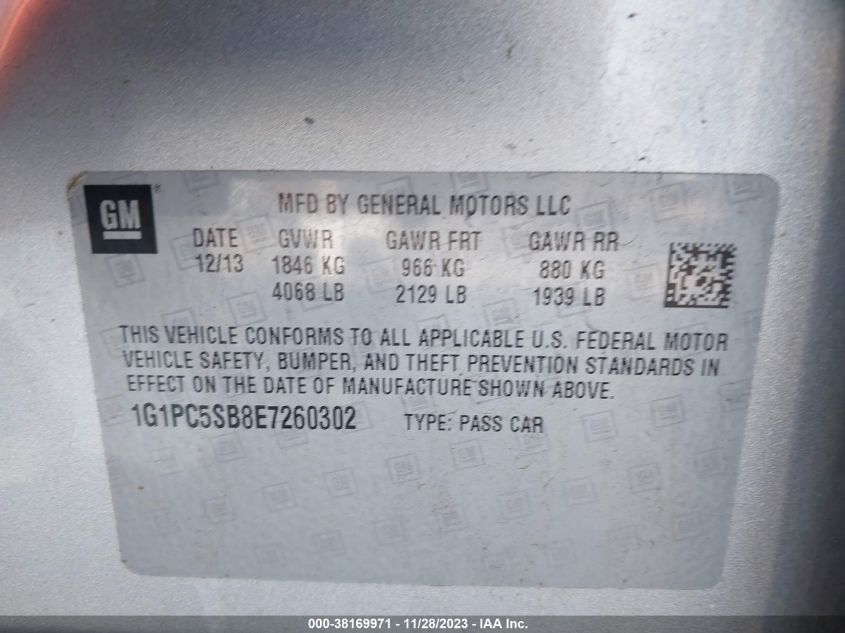 GM
MFD BY GENERAL MOTORS LLC
DATE GVWR GAWR FRT GAWR RR
12/13 1846 KG 966 KG 880 KG
4068 LB 2129 LB 1939 LB
THIS VEHICLE CONFORMS TO ALL APPLICABLE U.S. FEDERAL MOTOR
VEHICLE SAFETY, BUMPER, AND THEFT PREVENTION STANDARDS IN
EFFECT ON THE DATE OF MANUFACTURE SHOWN ABOVE.
1G1PC5SB8E7260302 TYPE: PASS CAR
000-38169971 - 11/28/2023 - IAA Inc.